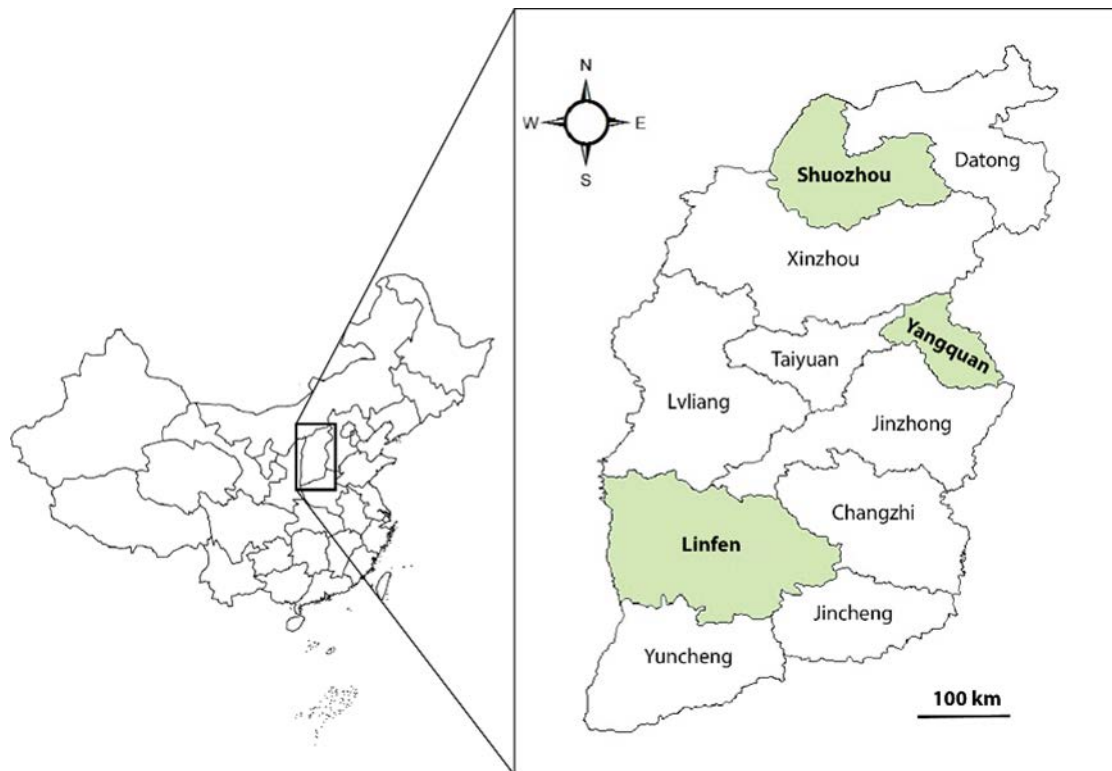 N
W E
S
Datong
Shuozhou
Xinzhou
Yangquan
Taiyuan
Lvliang
Jinzhong
Changzhi
Linfen
Jincheng
Yuncheng
100 km